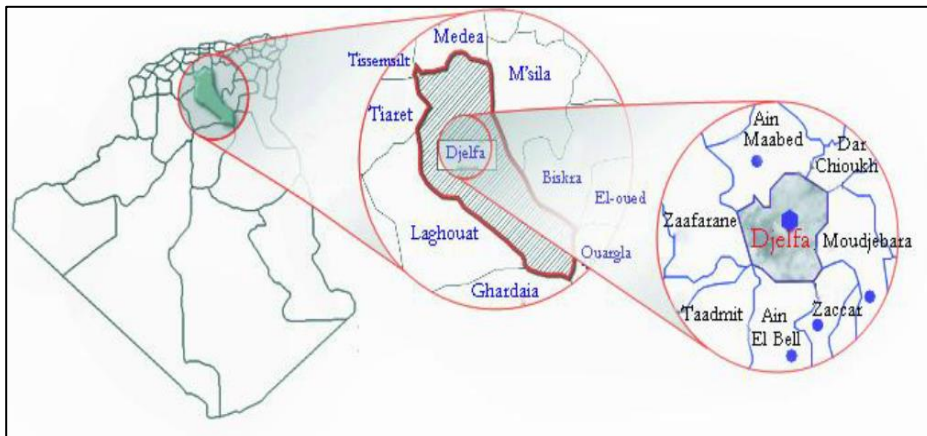 Medea
Tissemsilt
M'sila
Tiaret
Djelfa
Biskra
El-oued
Laghouat
Ouargla
Ghardaia
Ain
Maabed
Dar
Chioukh
Zaafarane
Djelfa
Moudjebara
Taadmit
Ain
El Bell
Zaccar